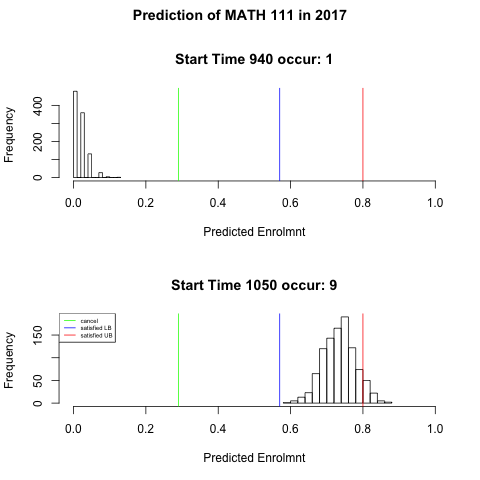 Prediction of MATH 111 in 2017
Start Time 940 occur: 1
Frequency
400
200
0
0.0 0.2 0.4 0.6 0.8 1.0
Predicted Enrolmnt
Start Time 1050 occur: 9
cancel
satisfied LB
satisfied UB
Frequency
150
50
0
0.0 0.2 0.4 0.6 0.8 1.0
Predicted Enrolmnt